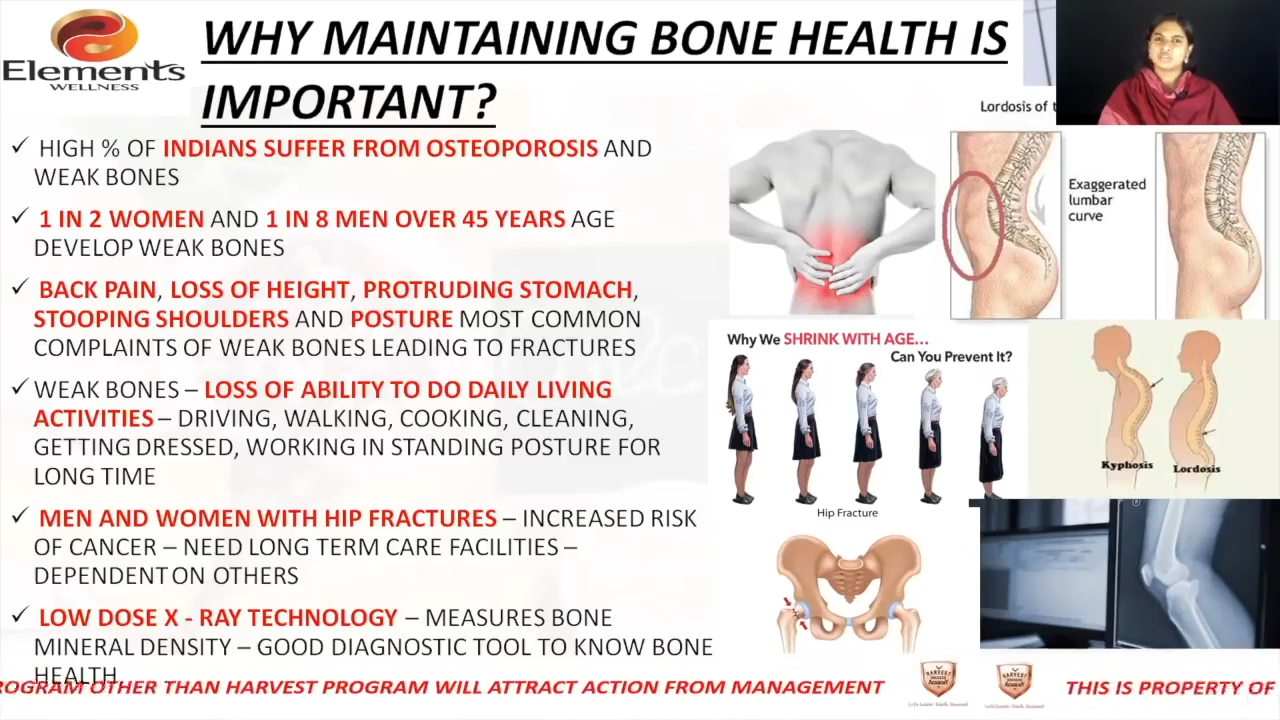 Elements
WELLNESS
WHY MAINTAINING BONE HEALTH IS
IMPORTANT?
✓ HIGH % OF INDIANS SUFFER FROM OSTEOPOROSIS AND
WEAK BONES
✓ 1 IN 2 WOMEN AND 1 IN 8 MEN OVER 45 YEARS AGE
DEVELOP WEAK BONES
✓ BACK PAIN, LOSS OF HEIGHT, PROTRUDING STOMACH,
STOOPING SHOULDERS AND POSTURE MOST COMMON
COMPLAINTS OF WEAK BONES LEADING TO FRACTURES
✓ WEAK BONES – LOSS OF ABILITY TO DO DAILY LIVING
ACTIVITIES – DRIVING, WALKING, COOKING, CLEANING,
GETTING DRESSED, WORKING IN STANDING POSTURE FOR
LONG TIME
✓ MEN AND WOMEN WITH HIP FRACTURES – INCREASED RISK
OF CANCER – NEED LONG TERM CARE FACILITIES –
DEPENDENT ON OTHERS
✓ LOW DOSE X - RAY TECHNOLOGY – MEASURES BONE
MINERAL DENSITY – GOOD DIAGNOSTIC TOOL TO KNOW BONE
HEALTH
Lordosis of t
Exaggerated
lumbar
curve
Why We SHRINK WITH AGE...
Can You Prevent It?
Kyphosis
Lordosis
Hip Fracture
ROGRAM OTHER THAN HARVEST PROGRAM WILL ATTRACT ACTION FROM MANAGEMENT
THIS IS PROPERTY OF